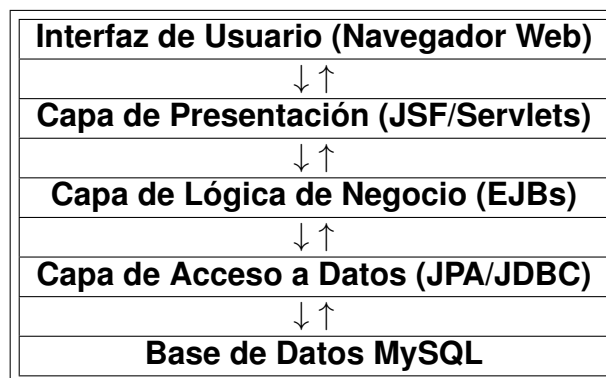 Interfaz de Usuario (Navegador Web)
↓ ↑
Capa de Presentación (JSF/Servlets)
↓ ↑
Capa de Lógica de Negocio (EJBs)
↓ ↑
Capa de Acceso a Datos (JPA/JDBC)
↓ ↑
Base de Datos MySQL